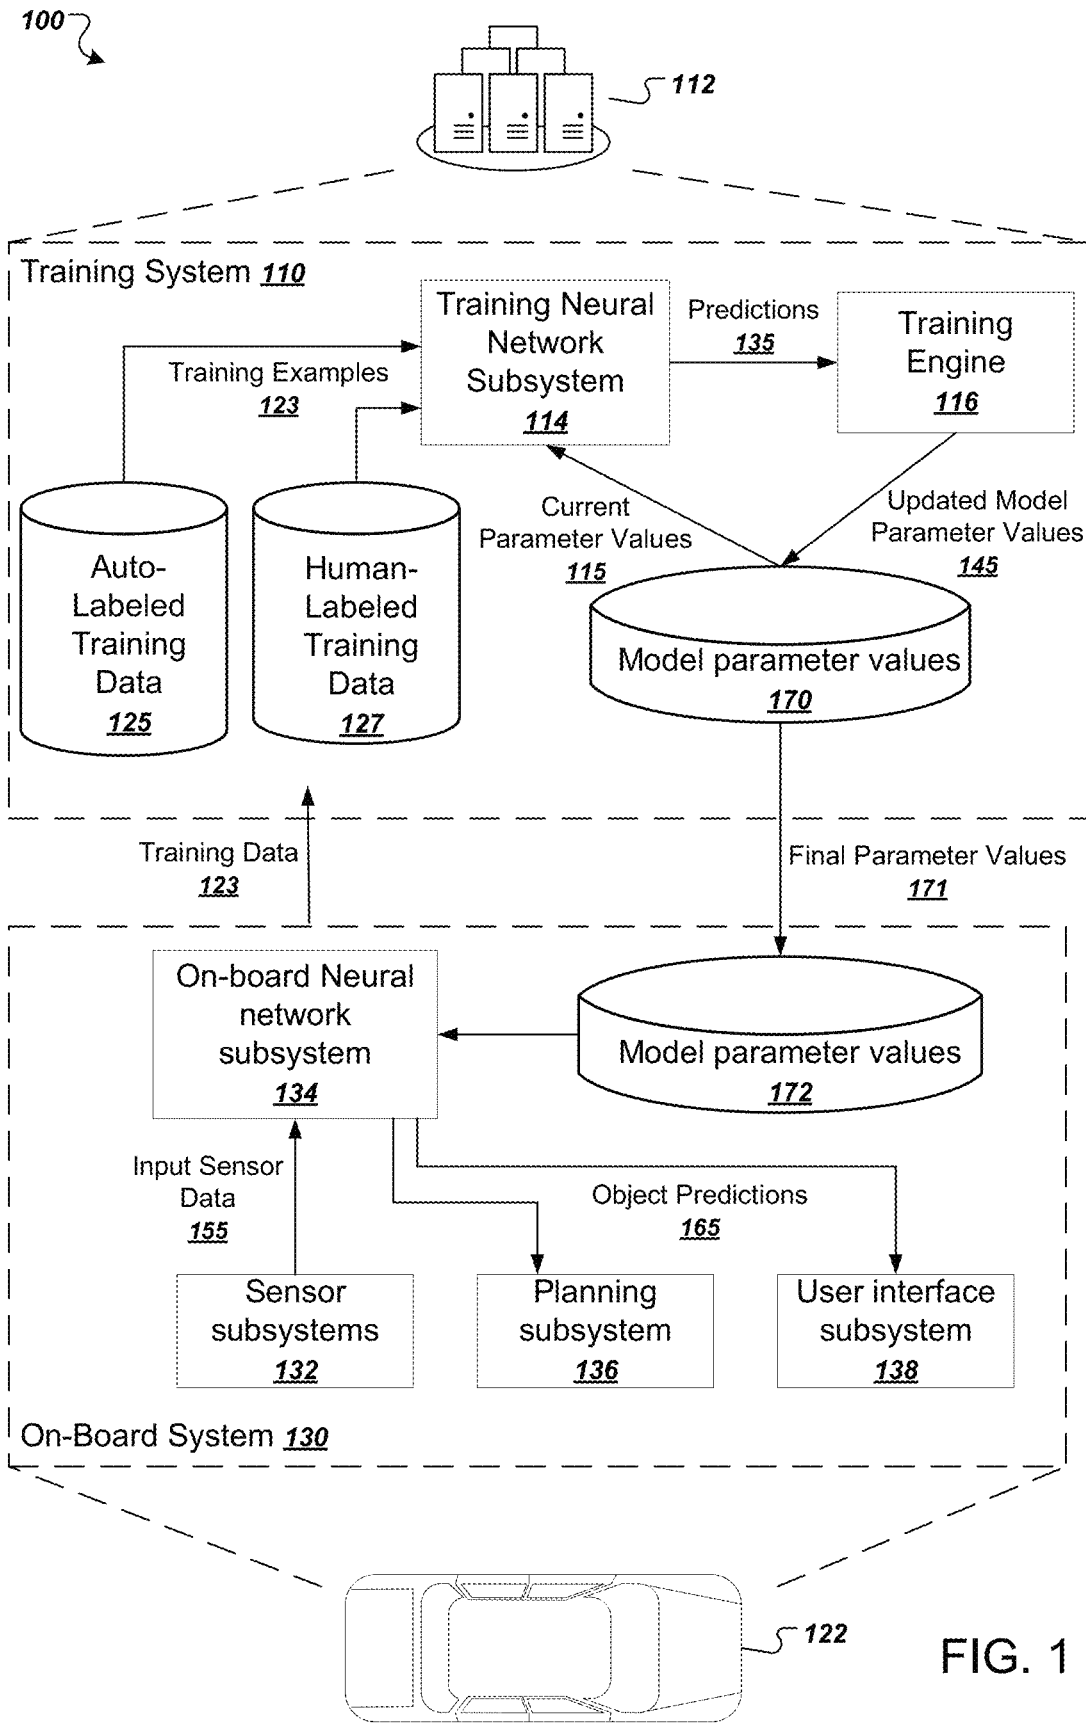 100
112
Training System 110
Training Neural
Network
Subsystem
114
Predictions
135
Training
Engine
116
Training Examples
123
Current
Parameter Values
115
Updated Model
Parameter Values
145
Auto-
Labeled
Training
Data
125
Human-
Labeled
Training
Data
127
Model parameter values
170
Training Data
123
Final Parameter Values
171
On-board Neural
network
subsystem
134
Model parameter values
172
Input Sensor
Data
155
Object Predictions
165
Sensor
subsystems
132
Planning
subsystem
136
User interface
subsystem
138
On-Board System 130
122
FIG. 1